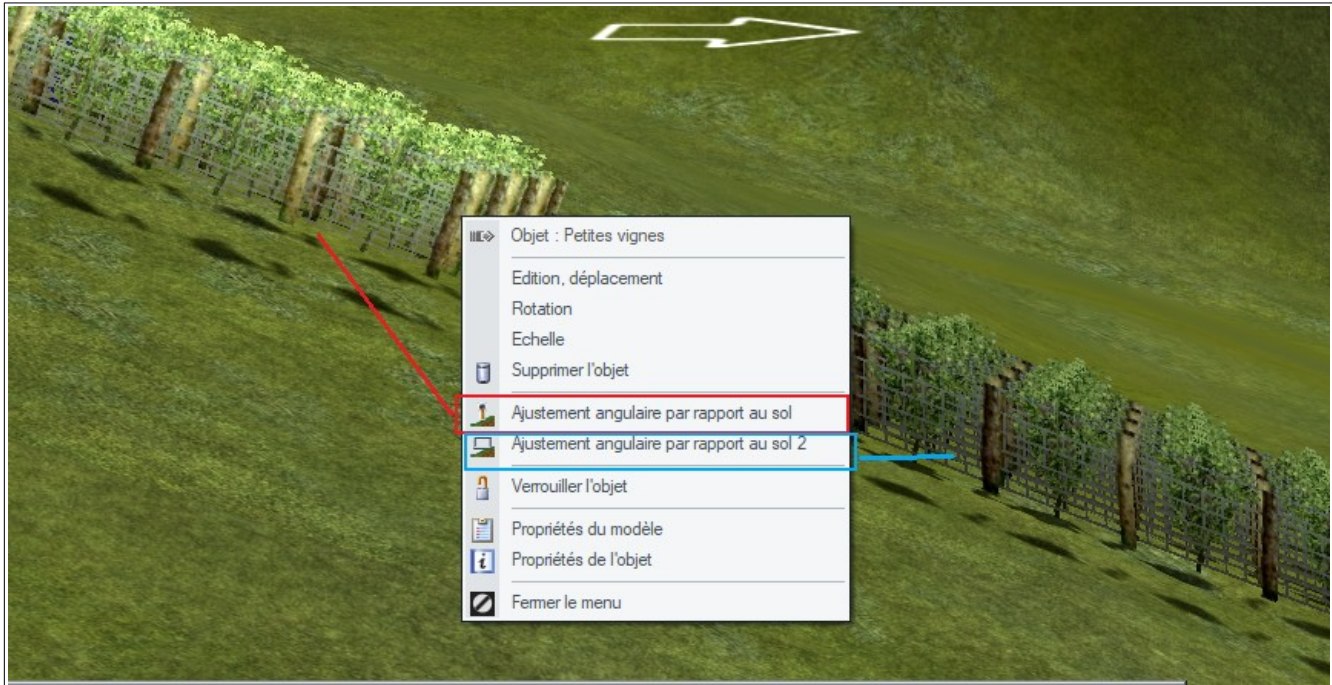 Objet : Petites vignes
Edition, déplacement
Rotation
Echelle
Supprimer l'objet
Ajustement angulaire par rapport au sol
Ajustement angulaire par rapport au sol 2
Verrouiller l'objet
Propriétés du modèle
Propriétés de l'objet
Fermer le menu